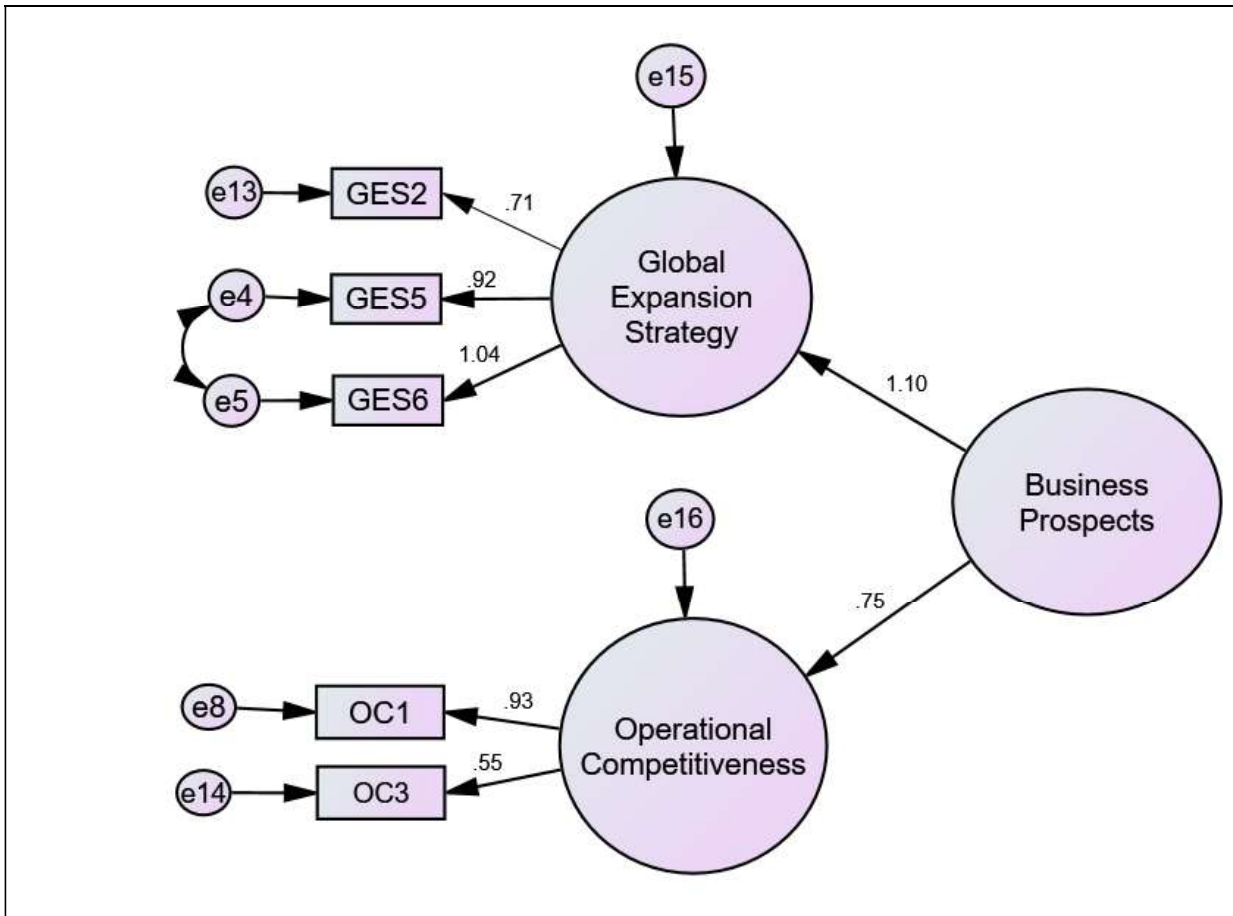 e15
e13
GES2
.71
Global
Expansion
Strategy
e4
GES5
.92
1.04
e5
GES6
1.10
Business
Prospects
e16
.75
e8
OC1
.93
Operational
Competitiveness
e14
OC3
.55